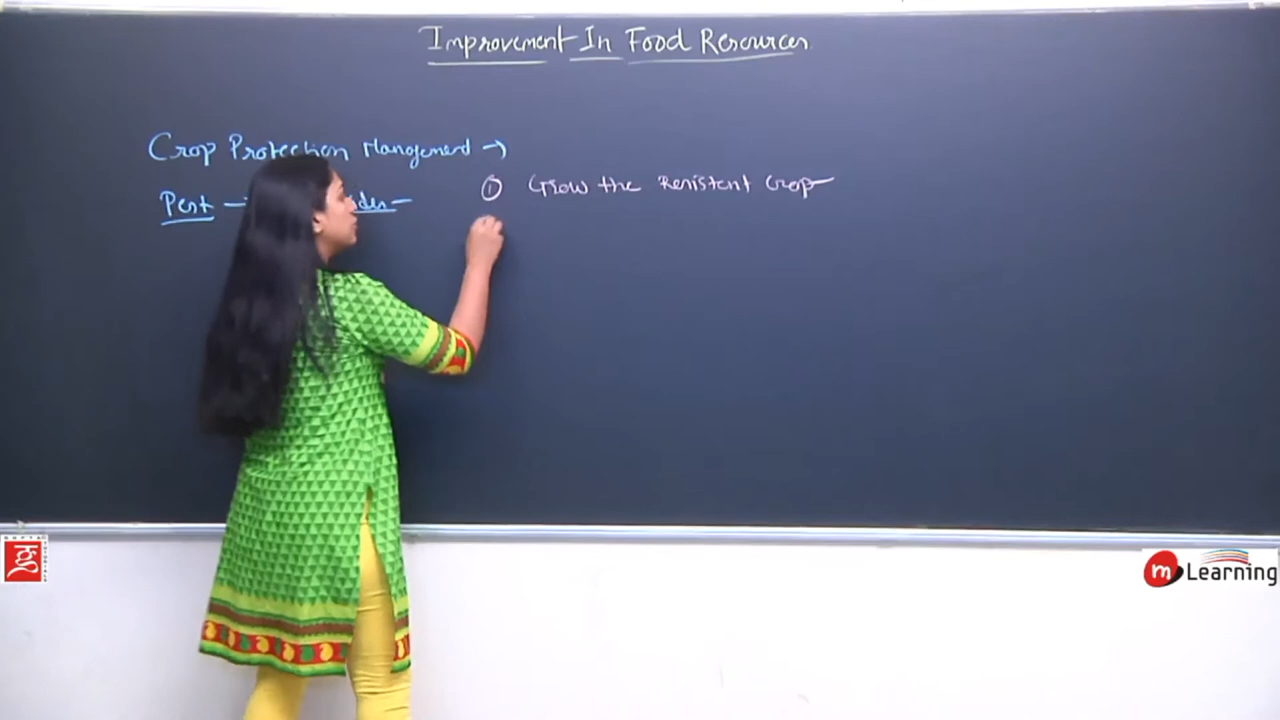 Improvement In Food Resources
Crop Protection Management →
Pest →
① Grow the Resistent Crop
m Learning